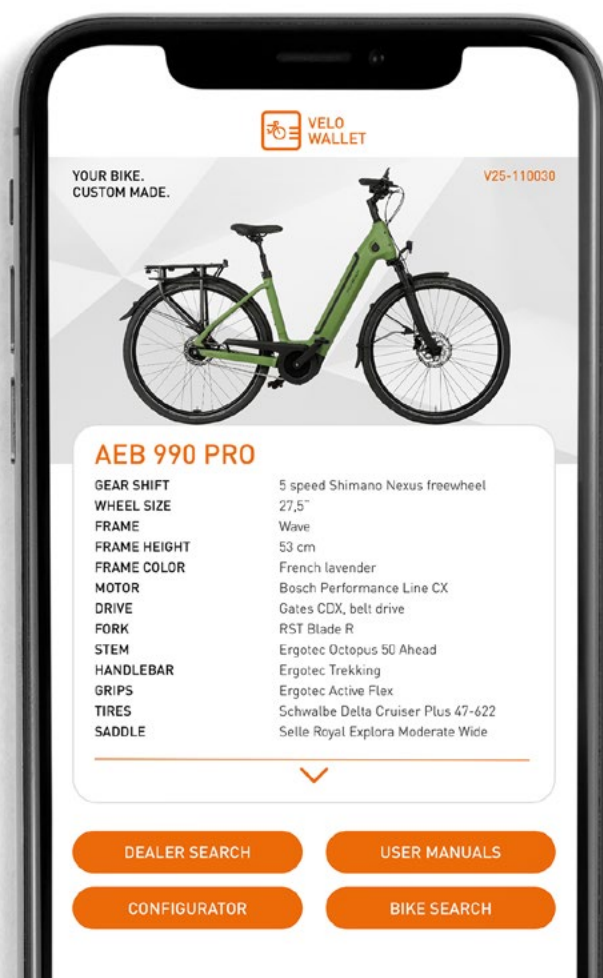 VELO
WALLET
YOUR BIKE.
CUSTOM MADE.
V25-110030
AEB 990 PRO
GEAR SHIFT 5 speed Shimano Nexus freewheel
WHEEL SIZE 27,5"
FRAME Wave
FRAME HEIGHT 53 cm
FRAME COLOR French lavender
MOTOR Bosch Performance Line CX
DRIVE Gates CDX, belt drive
FORK RST Blade R
STEM Ergotec Octopus 50 Ahead
HANDLEBAR Ergotec Trekking
GRIPS Ergotec Active Flex
TIRES Schwalbe Delta Cruiser Plus 47-622
SADDLE Selle Royal Explora Moderate Wide
DEALER SEARCH
USER MANUALS
CONFIGURATOR
BIKE SEARCH